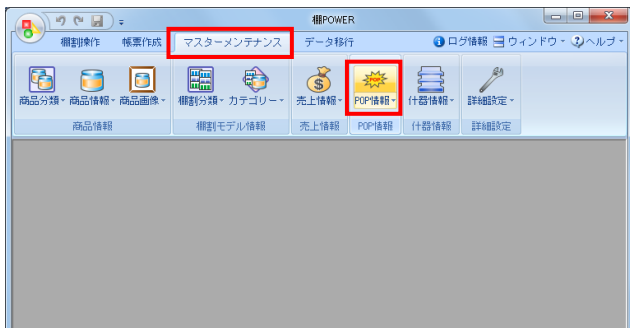 棚POWER
棚割操作 帳票作成 マスターメンテナンス データ移行 ログ情報 ウィンドウ ヘルプ
商品分類 商品情報 商品画像 棚割分類 カテゴリー 売上情報 POP情報 什器情報 詳細設定
商品情報 棚割モデル情報 売上情報 POP情報 什器情報 詳細設定